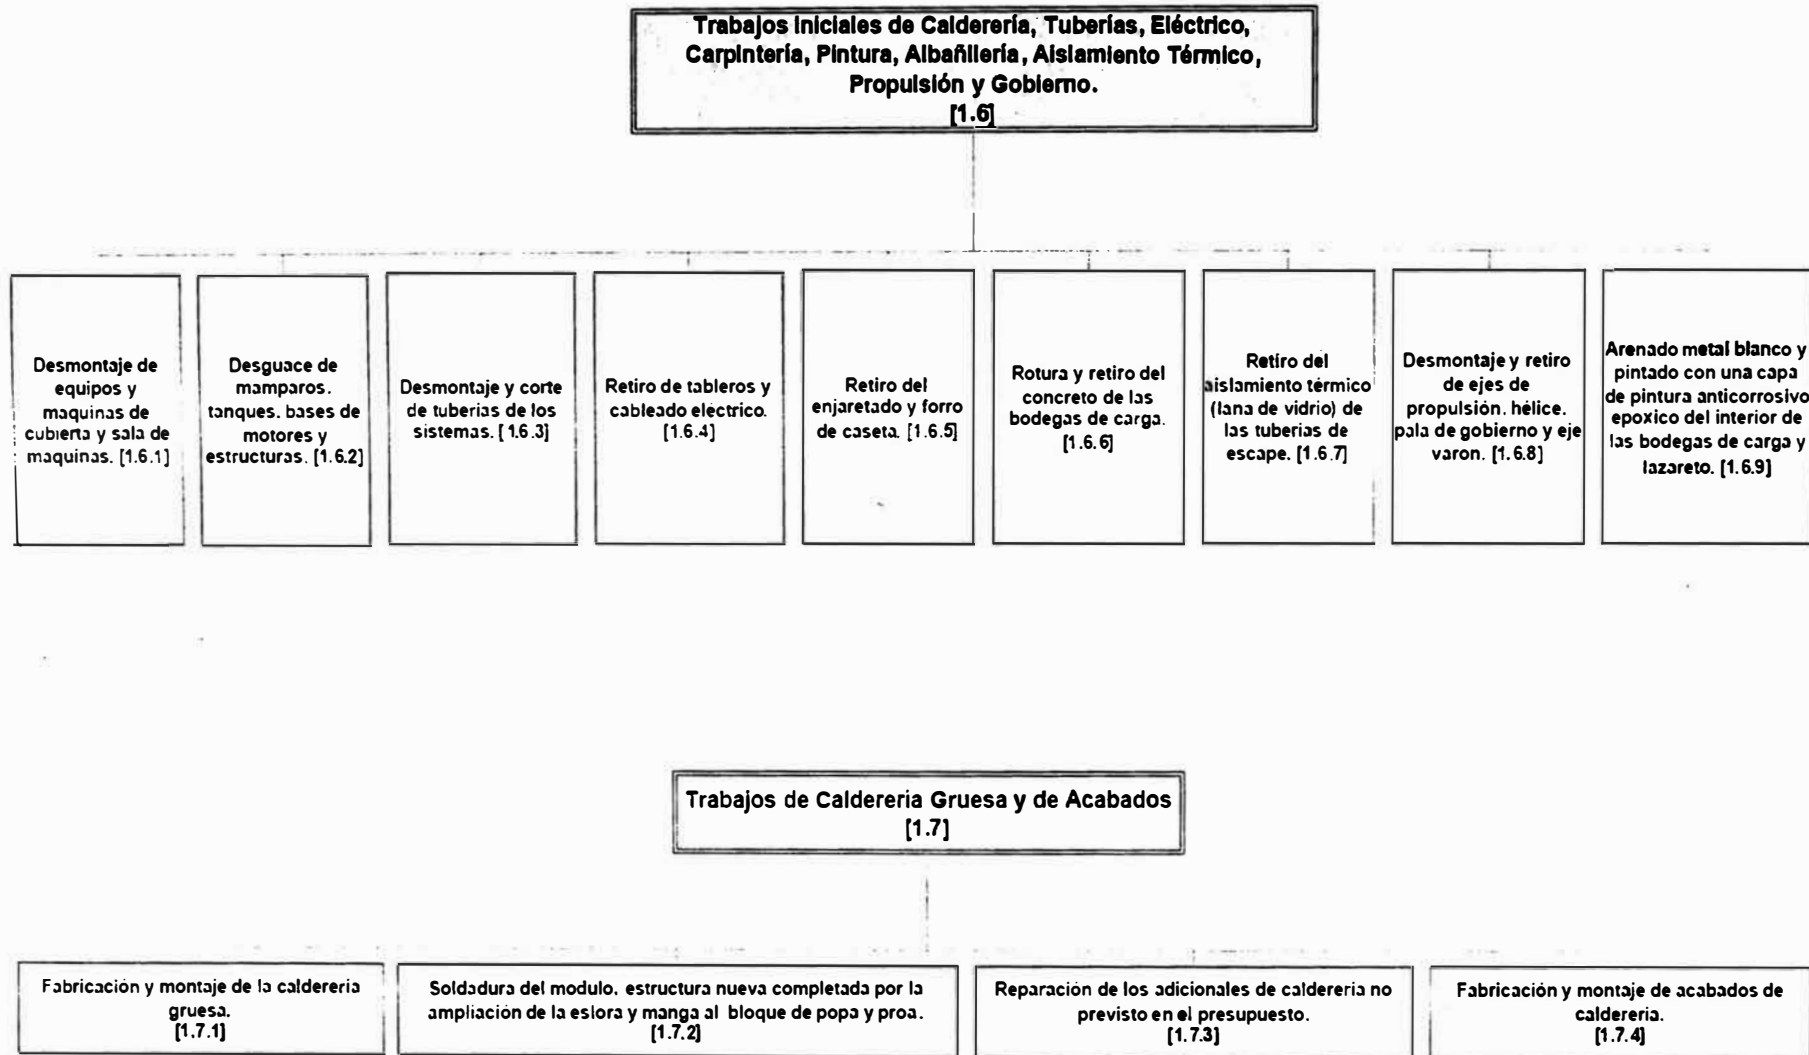 Trabajos Iniciales de Calderería, Tuberías, Eléctrico,
Carpintería, Pintura, Albañilería, Aislamiento Térmico,
Propulsión y Gobierno.
[1.6]
Desmontaje de
equipos y
maquinas de
cubierta y sala de
maquinas. [1.6.1]
Desguace de
mamparos.
tanques. bases de
motores y
estructuras. [1.6.2]
Desmontaje y corte
de tuberias de los
sistemas. [1.6.3]
Retiro de tableros y
cableado eléctrico.
[1.6.4]
Retiro del
enjaretado y forro
de caseta. [1.6.5]
Rotura y retiro del
concreto de las
bodegas de carga.
[1.6.6]
Retiro del
aislamiento térmico
(lana de vidrio) de
las tuberias de
escape. [1.6.7]
Desmontaje y retiro
de ejes de
propulsión. hélice.
pala de gobierno y eje
varon. [1.6.8]
Arenado metal blanco y
pintado con una capa
de pintura anticorrosivo
epoxico del interior de
las bodegas de carga y
lazareto. [1.6.9]
Trabajos de Caldereria Gruesa y de Acabados
[1.7]
Fabricación y montaje de la caldereria
gruesa.
[1.7.1]
Soldadura del modulo. estructura nueva completada por la
ampliación de la eslora y manga al bloque de popa y proa.
[1.7.2]
Reparación de los adicionales de caldereria no
previsto en el presupuesto.
[1.7.3]
Fabricación y montaje de acabados de
caldereria.
[1.7.4]